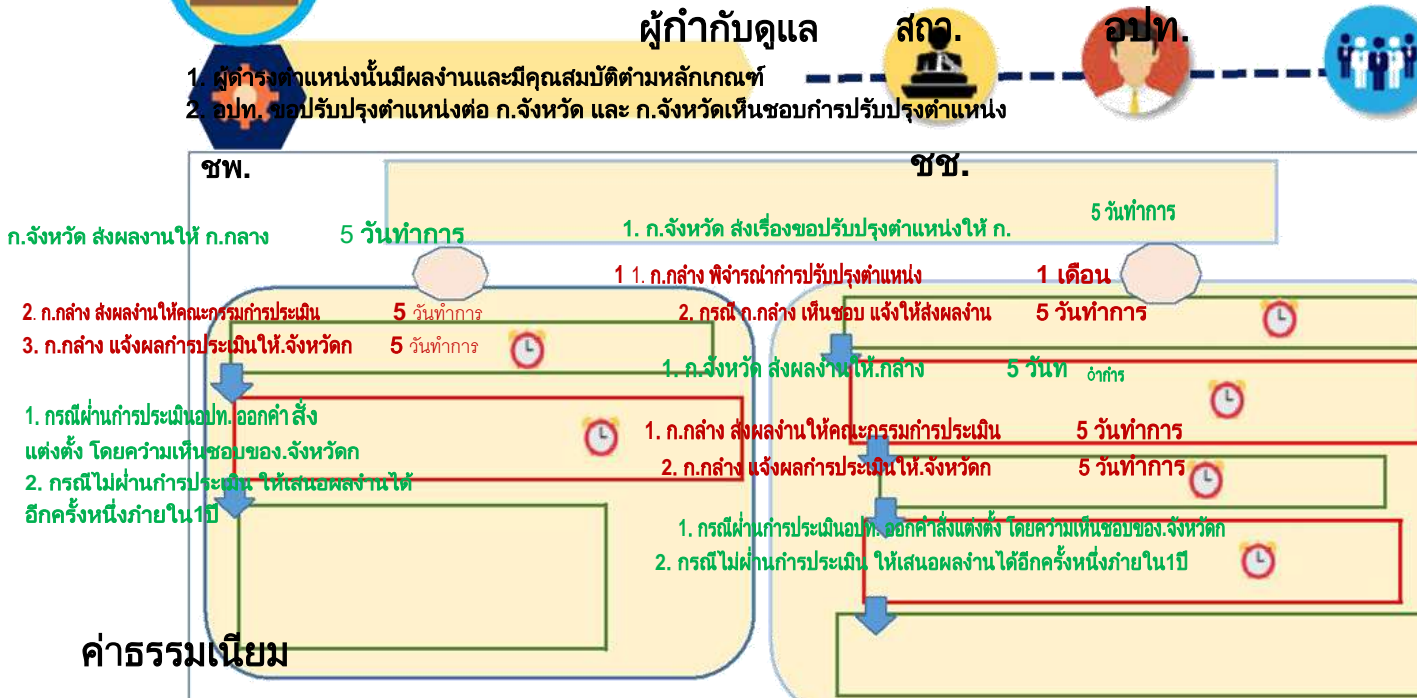 ผู้กำกับดูแล สถา. อปท.
1. ผู้ดำรงตำแหน่งนั้นมีผลงานและมีคุณสมบัติตามหลักเกณฑ์
2. อปท. ขอปรับปรุงตำแหน่งต่อ ก.จังหวัด และ ก.จังหวัดเห็นชอบการปรับปรุงตำแหน่ง
ชพ.
ก.จังหวัด ส่งผลงานให้ ก.กลาง 5 วันทำการ
2. ก.กล่าง ส่งผลงานให้คณะกรรมการประเมิน 5 วันทำการ
3. ก.กล่าง แจ้งผลการประเมินให้.จังหวัดก 5 วันทำการ
1. กรณีผ่านการประเมินอปท. ออกคำ สั่ง
แต่งตั้ง โดยความเห็นชอบของ.จังหวัดก
2. กรณีไม่ผ่านการประเมิน ให้เสนอผลงานได้
อีกครั้งหนึ่งภายใน1ปี
ชช.
1. ก.จังหวัด ส่งเรื่องขอปรับปรุงตำแหน่งให้ ก. 5 วันทำการ
1 1. ก.กล่าง พิจารณาการปรับปรุงตำแหน่ง 1 เดือน
2. กรณี ก.กล่าง เห็นชอบ แจ้งให้ส่งผลงาน 5 วันทำการ
1. ก.จังหวัด ส่งผลงานให้.กล่าง 5 วันท ำการ
1. ก.กล่าง ส่งผลงานให้คณะกรรมการประเมิน 5 วันทำการ
2. ก.กล่าง แจ้งผลการประเมินให้.จังหวัดก 5 วันทำการ
1. กรณีผ่านการประเมินอปท. ออกคำสั่งแต่งตั้ง โดยความเห็นชอบของ.จังหวัดก
2. กรณีไม่ผ่านการประเมิน ให้เสนอผลงานได้อีกครั้งหนึ่งภายใน1ปี
ค่าธรรมเนียม